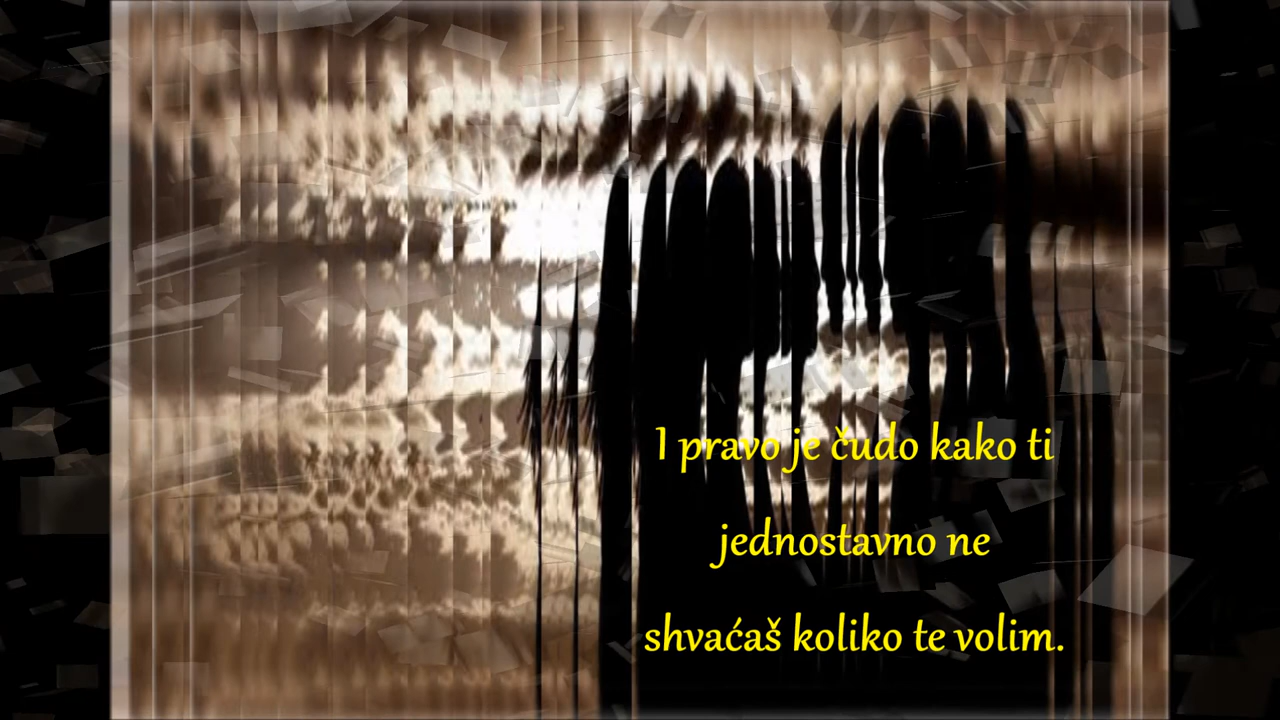 I pravo je čudo kako ti
jednostavno ne
shvaćaš koliko te volim.